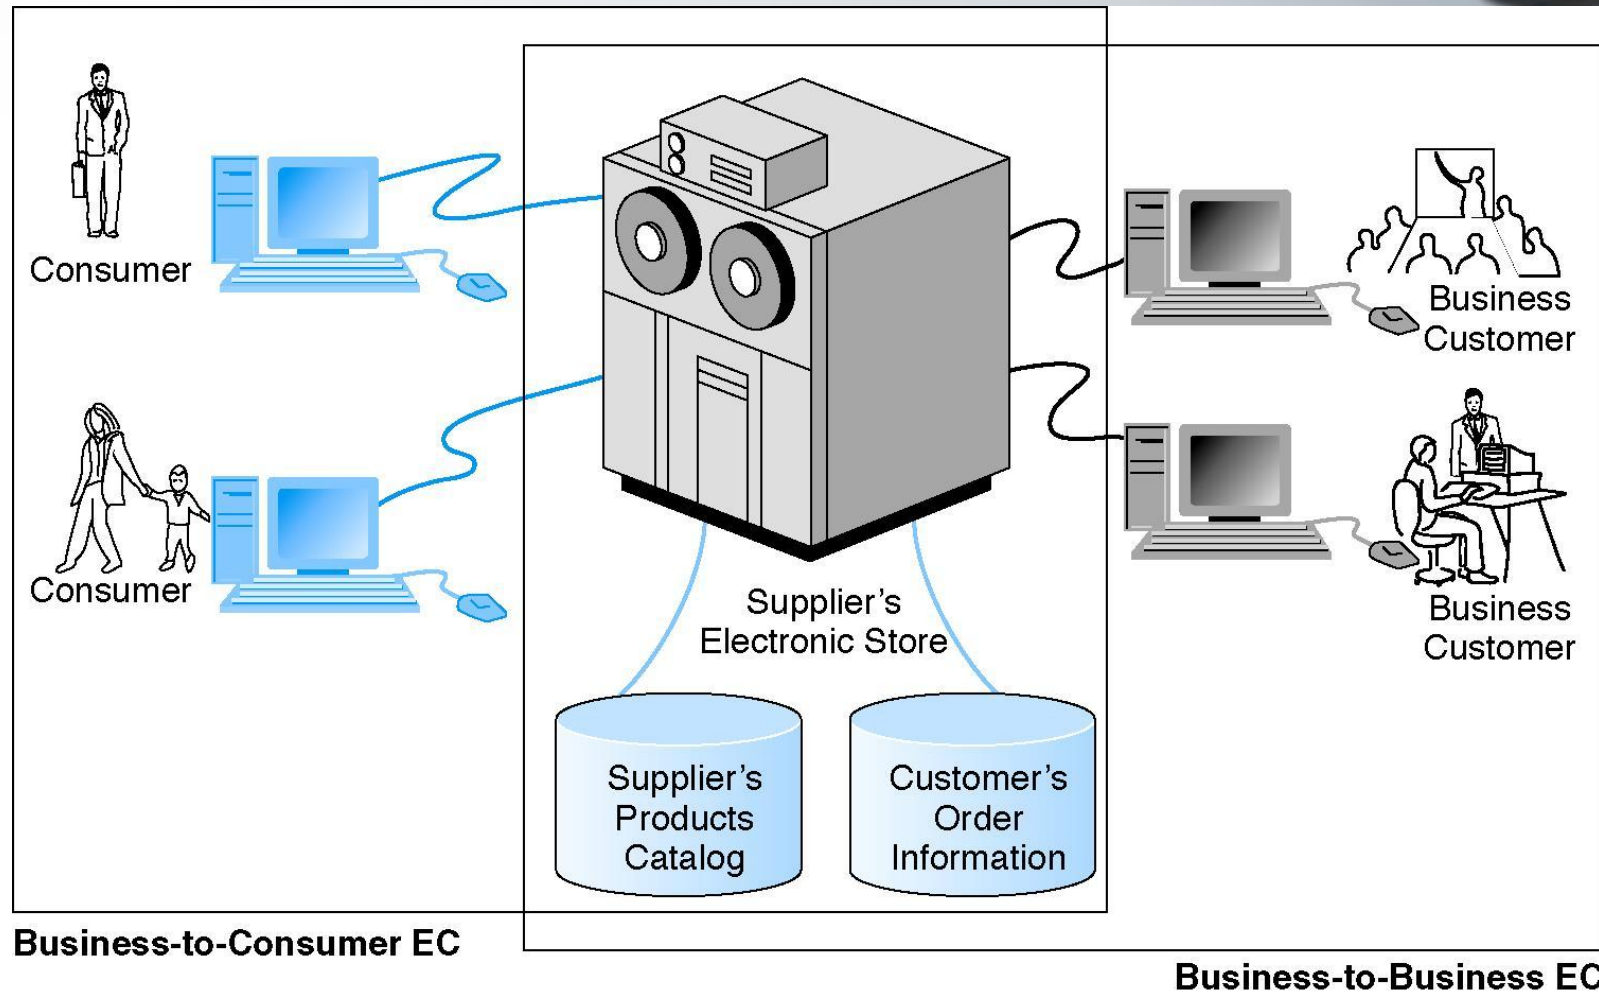 Consumer
Business
Customer
Consumer
Supplier's
Electronic Store
Business
Customer
Supplier's
Products
Catalog
Customer's
Order
Information
Business-to-Consumer EC
Business-to-Business EC